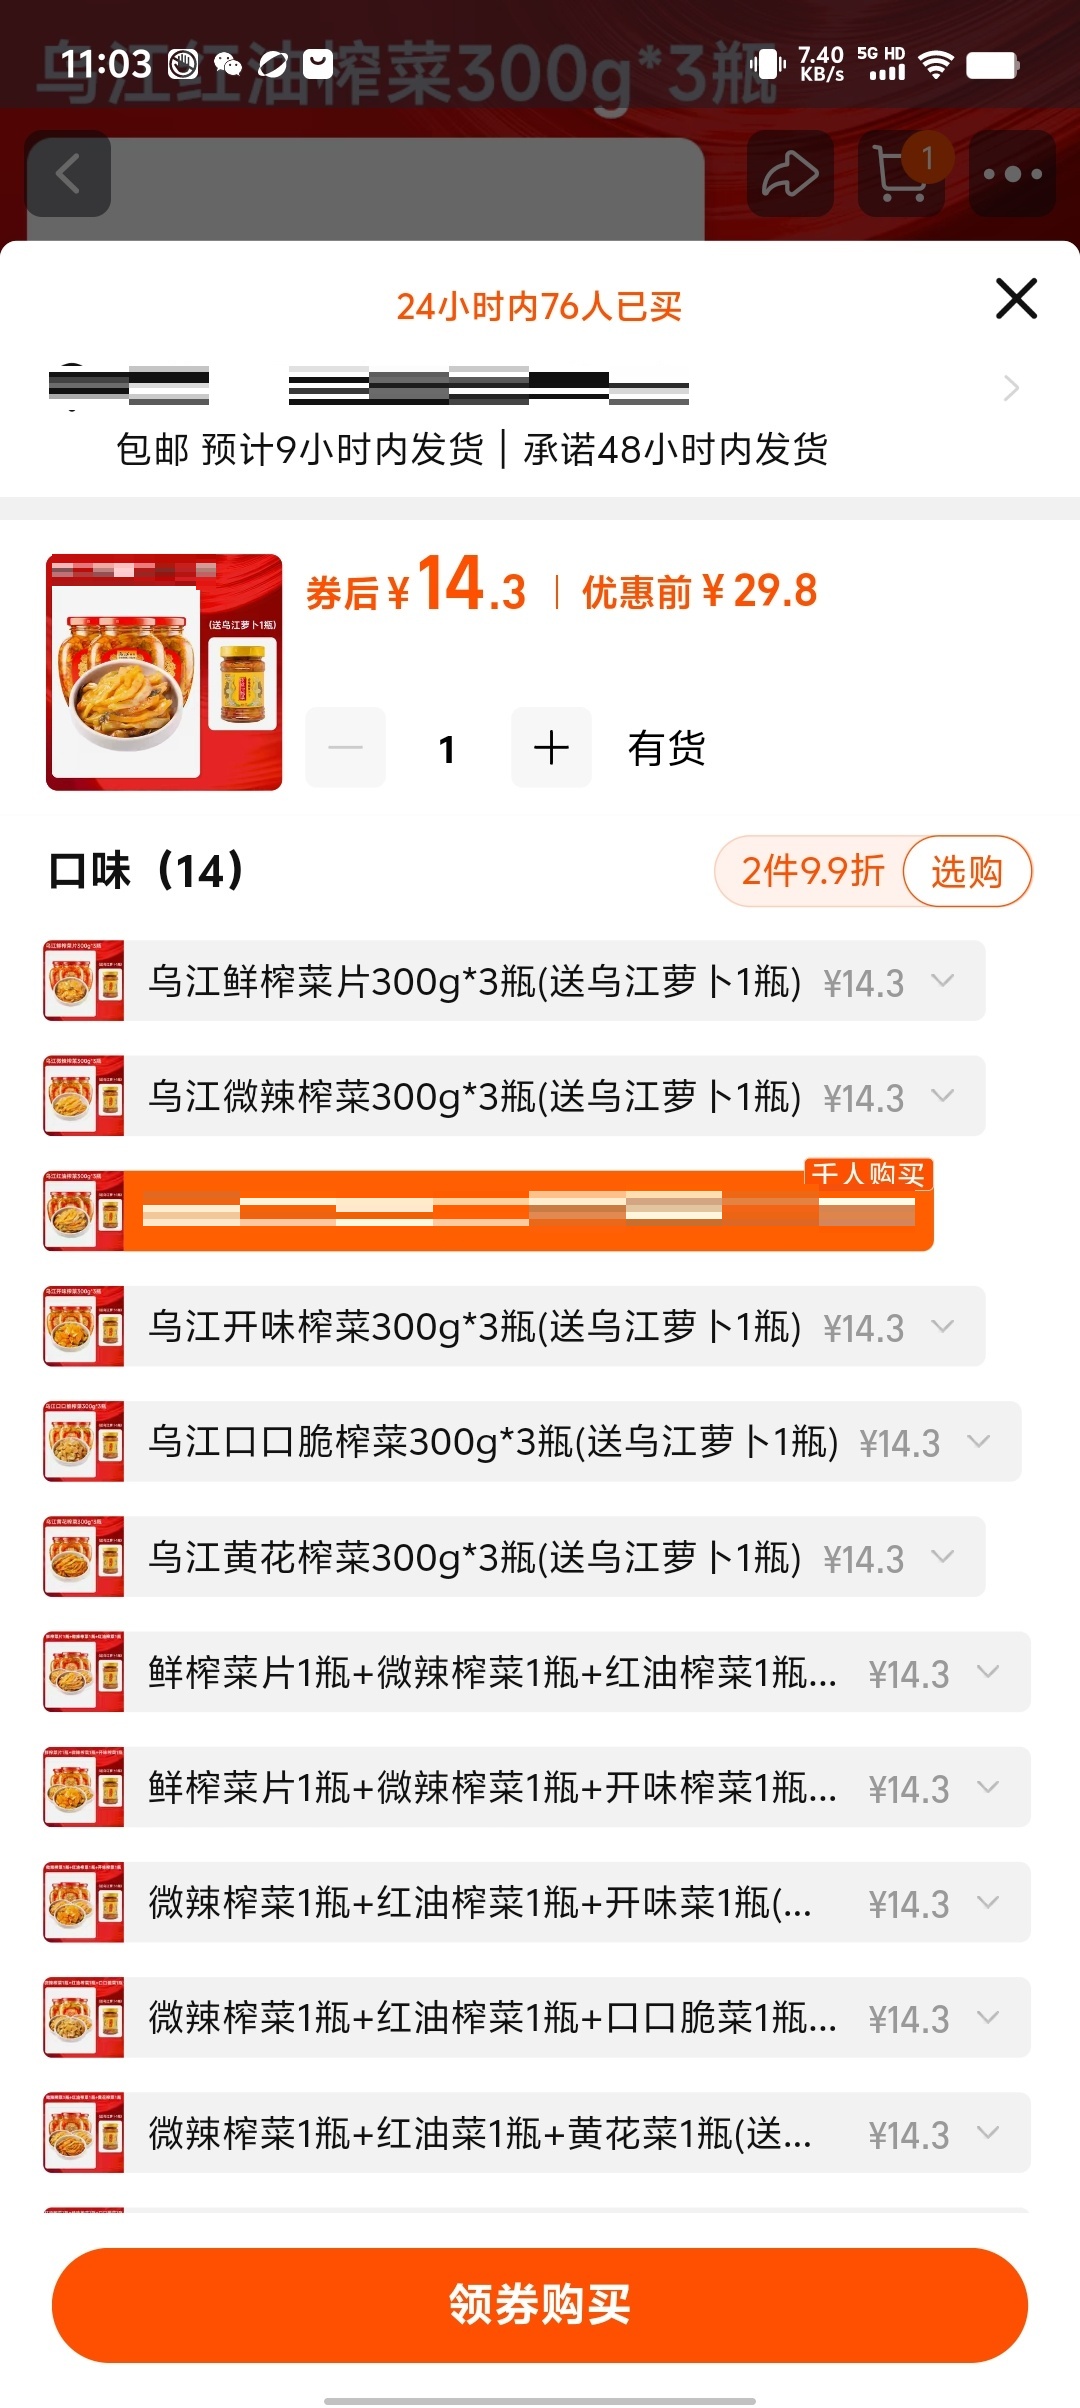 乌江红油榨菜300g*3瓶
11:03
7.40 KB/s 5G HD
1
24小时内76人已买
包邮 预计9小时内发货 | 承诺48小时内发货
券后¥14.3 | 优惠前¥29.8
(送乌江萝卜1瓶)
1 有货
口味（14）
2件9.9折 选购
乌江鲜榨菜片300g*3瓶(送乌江萝卜1瓶) ¥14.3
乌江微辣榨菜300g*3瓶(送乌江萝卜1瓶) ¥14.3
千人购买
乌江开味榨菜300g*3瓶(送乌江萝卜1瓶) ¥14.3
乌江口口脆榨菜300g*3瓶(送乌江萝卜1瓶) ¥14.3
乌江黄花榨菜300g*3瓶(送乌江萝卜1瓶) ¥14.3
鲜榨菜片1瓶+微辣榨菜1瓶+红油榨菜1瓶... ¥14.3
鲜榨菜片1瓶+微辣榨菜1瓶+开味榨菜1瓶... ¥14.3
微辣榨菜1瓶+红油榨菜1瓶+开味菜1瓶(... ¥14.3
微辣榨菜1瓶+红油榨菜1瓶+口口脆菜1瓶... ¥14.3
微辣榨菜1瓶+红油菜1瓶+黄花菜1瓶(送... ¥14.3
领券购买